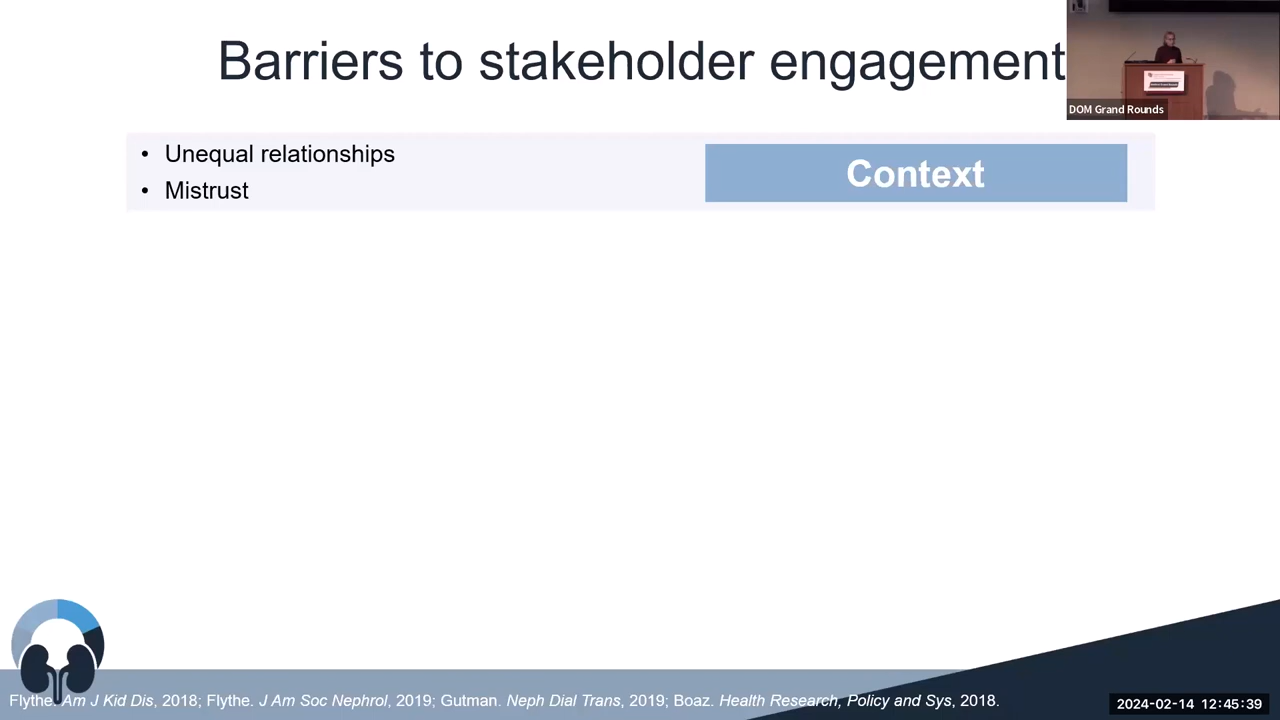 Barriers to stakeholder engagement
DOM Grand Rounds
• Unequal relationships
• Mistrust
Context
Flythe. Am J Kid Dis, 2018; Flythe. J Am Soc Nephrol, 2019; Gutman. Neph Dial Trans, 2019; Boaz. Health Research, Policy and Sys, 2018.
2024-02-14 12:45:39